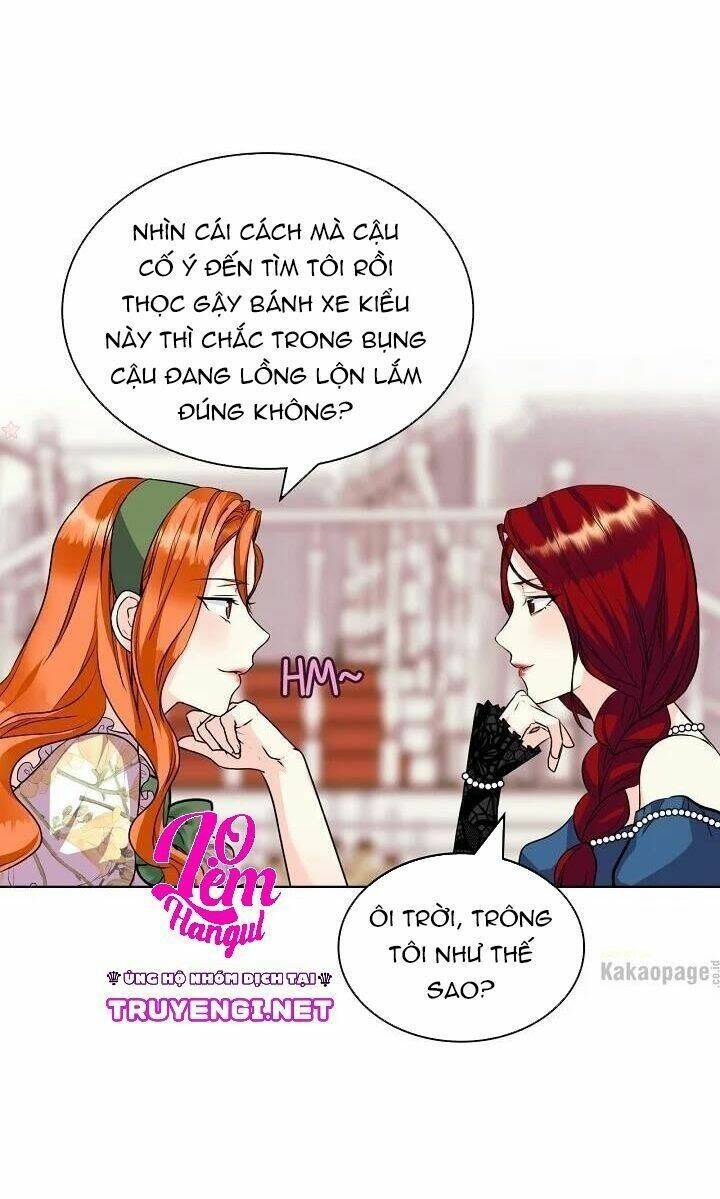 NHÌN CÁI CÁCH MÀ CẬU
CỐ Ý ĐẾN TÌM TÔI RỒI
THỌC GẬY BÁNH XE KIỂU
NÀY THÌ CHẮC TRONG BỤNG
CẬU ĐANG LỒNG LỘN LẮM
ĐÚNG KHÔNG?
HM~
LO
LEM
HANGUL
ỦNG HỘ NHÓM DỊCH TẠI
TRUYENGI.NET
ÔI TRỜI, TRÔNG
TÔI NHƯ THẾ
SAO?
Kakaopage